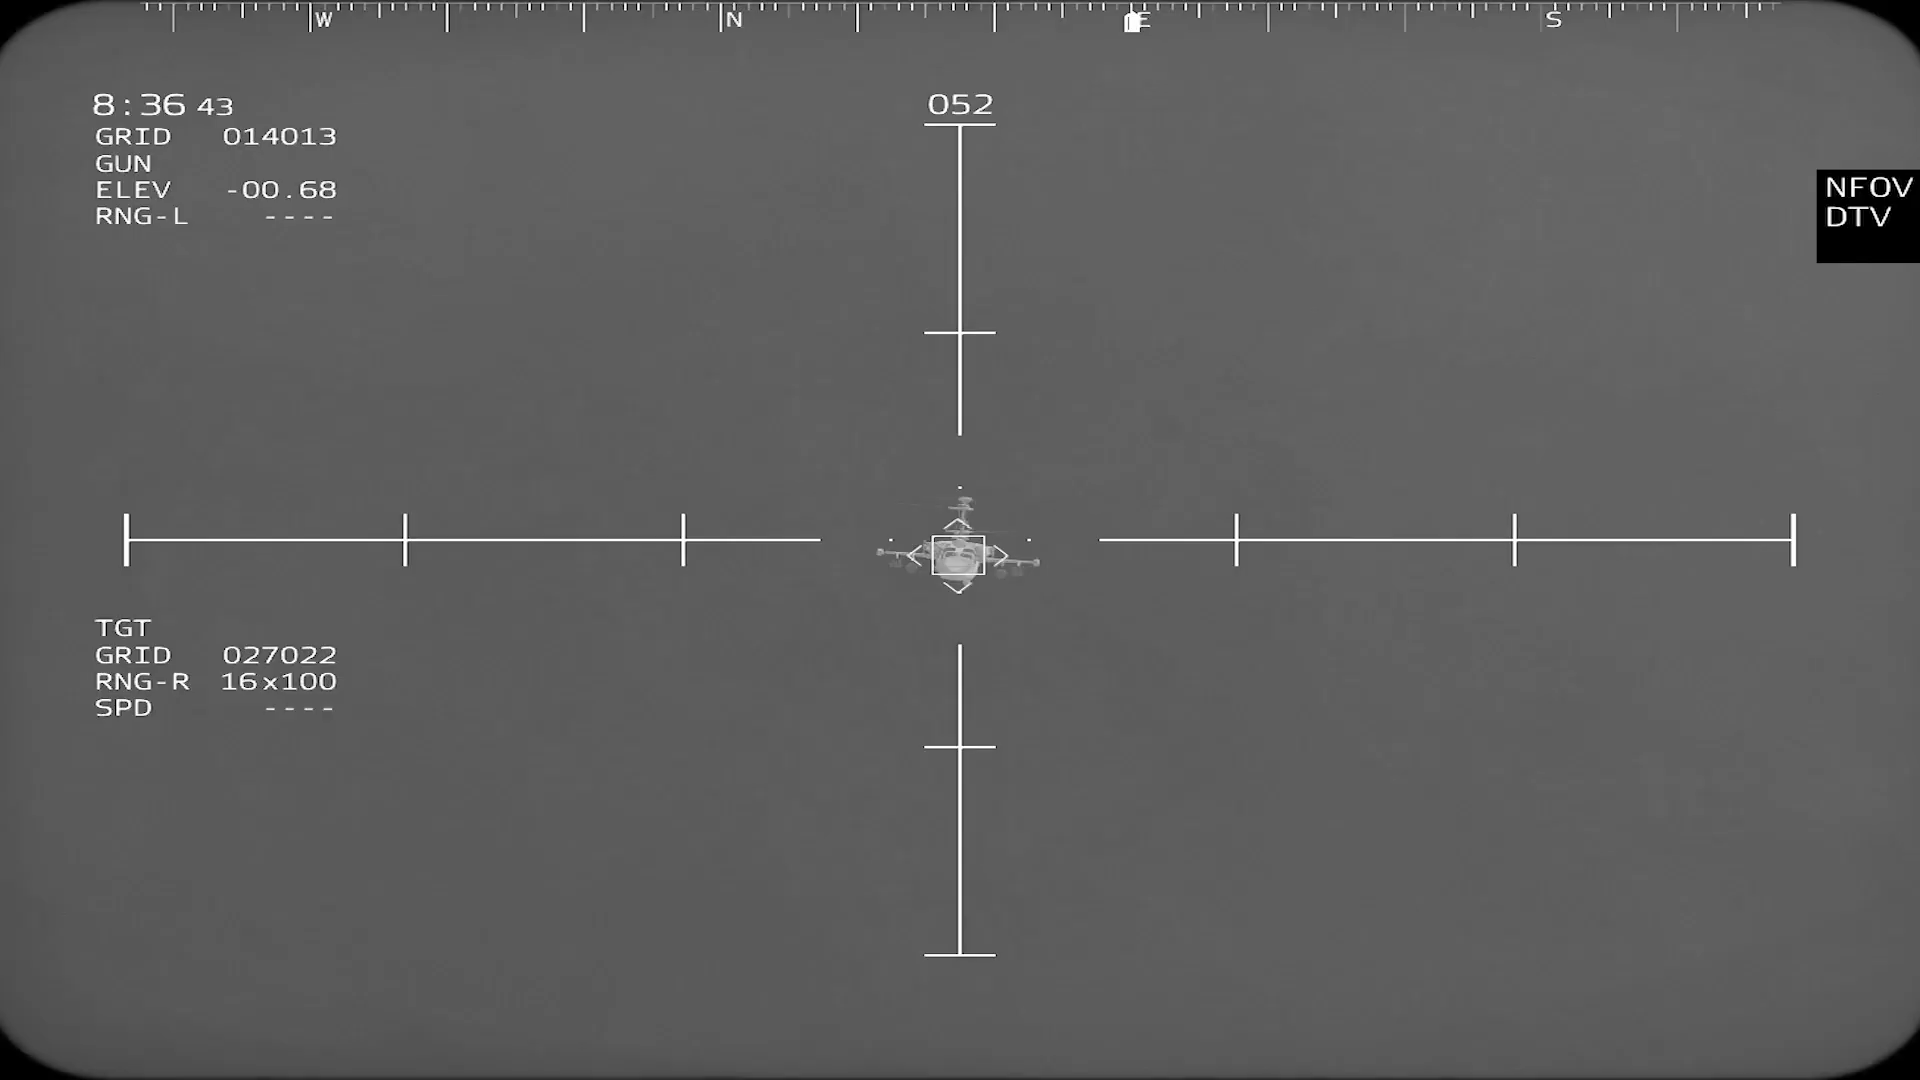 W N E S
8:36 43
052
GRID 014013
GUN
ELEV -00.68
RNG-L ----
NFOV
DTV
TGT
GRID 027022
RNG-R 16x100
SPD ----